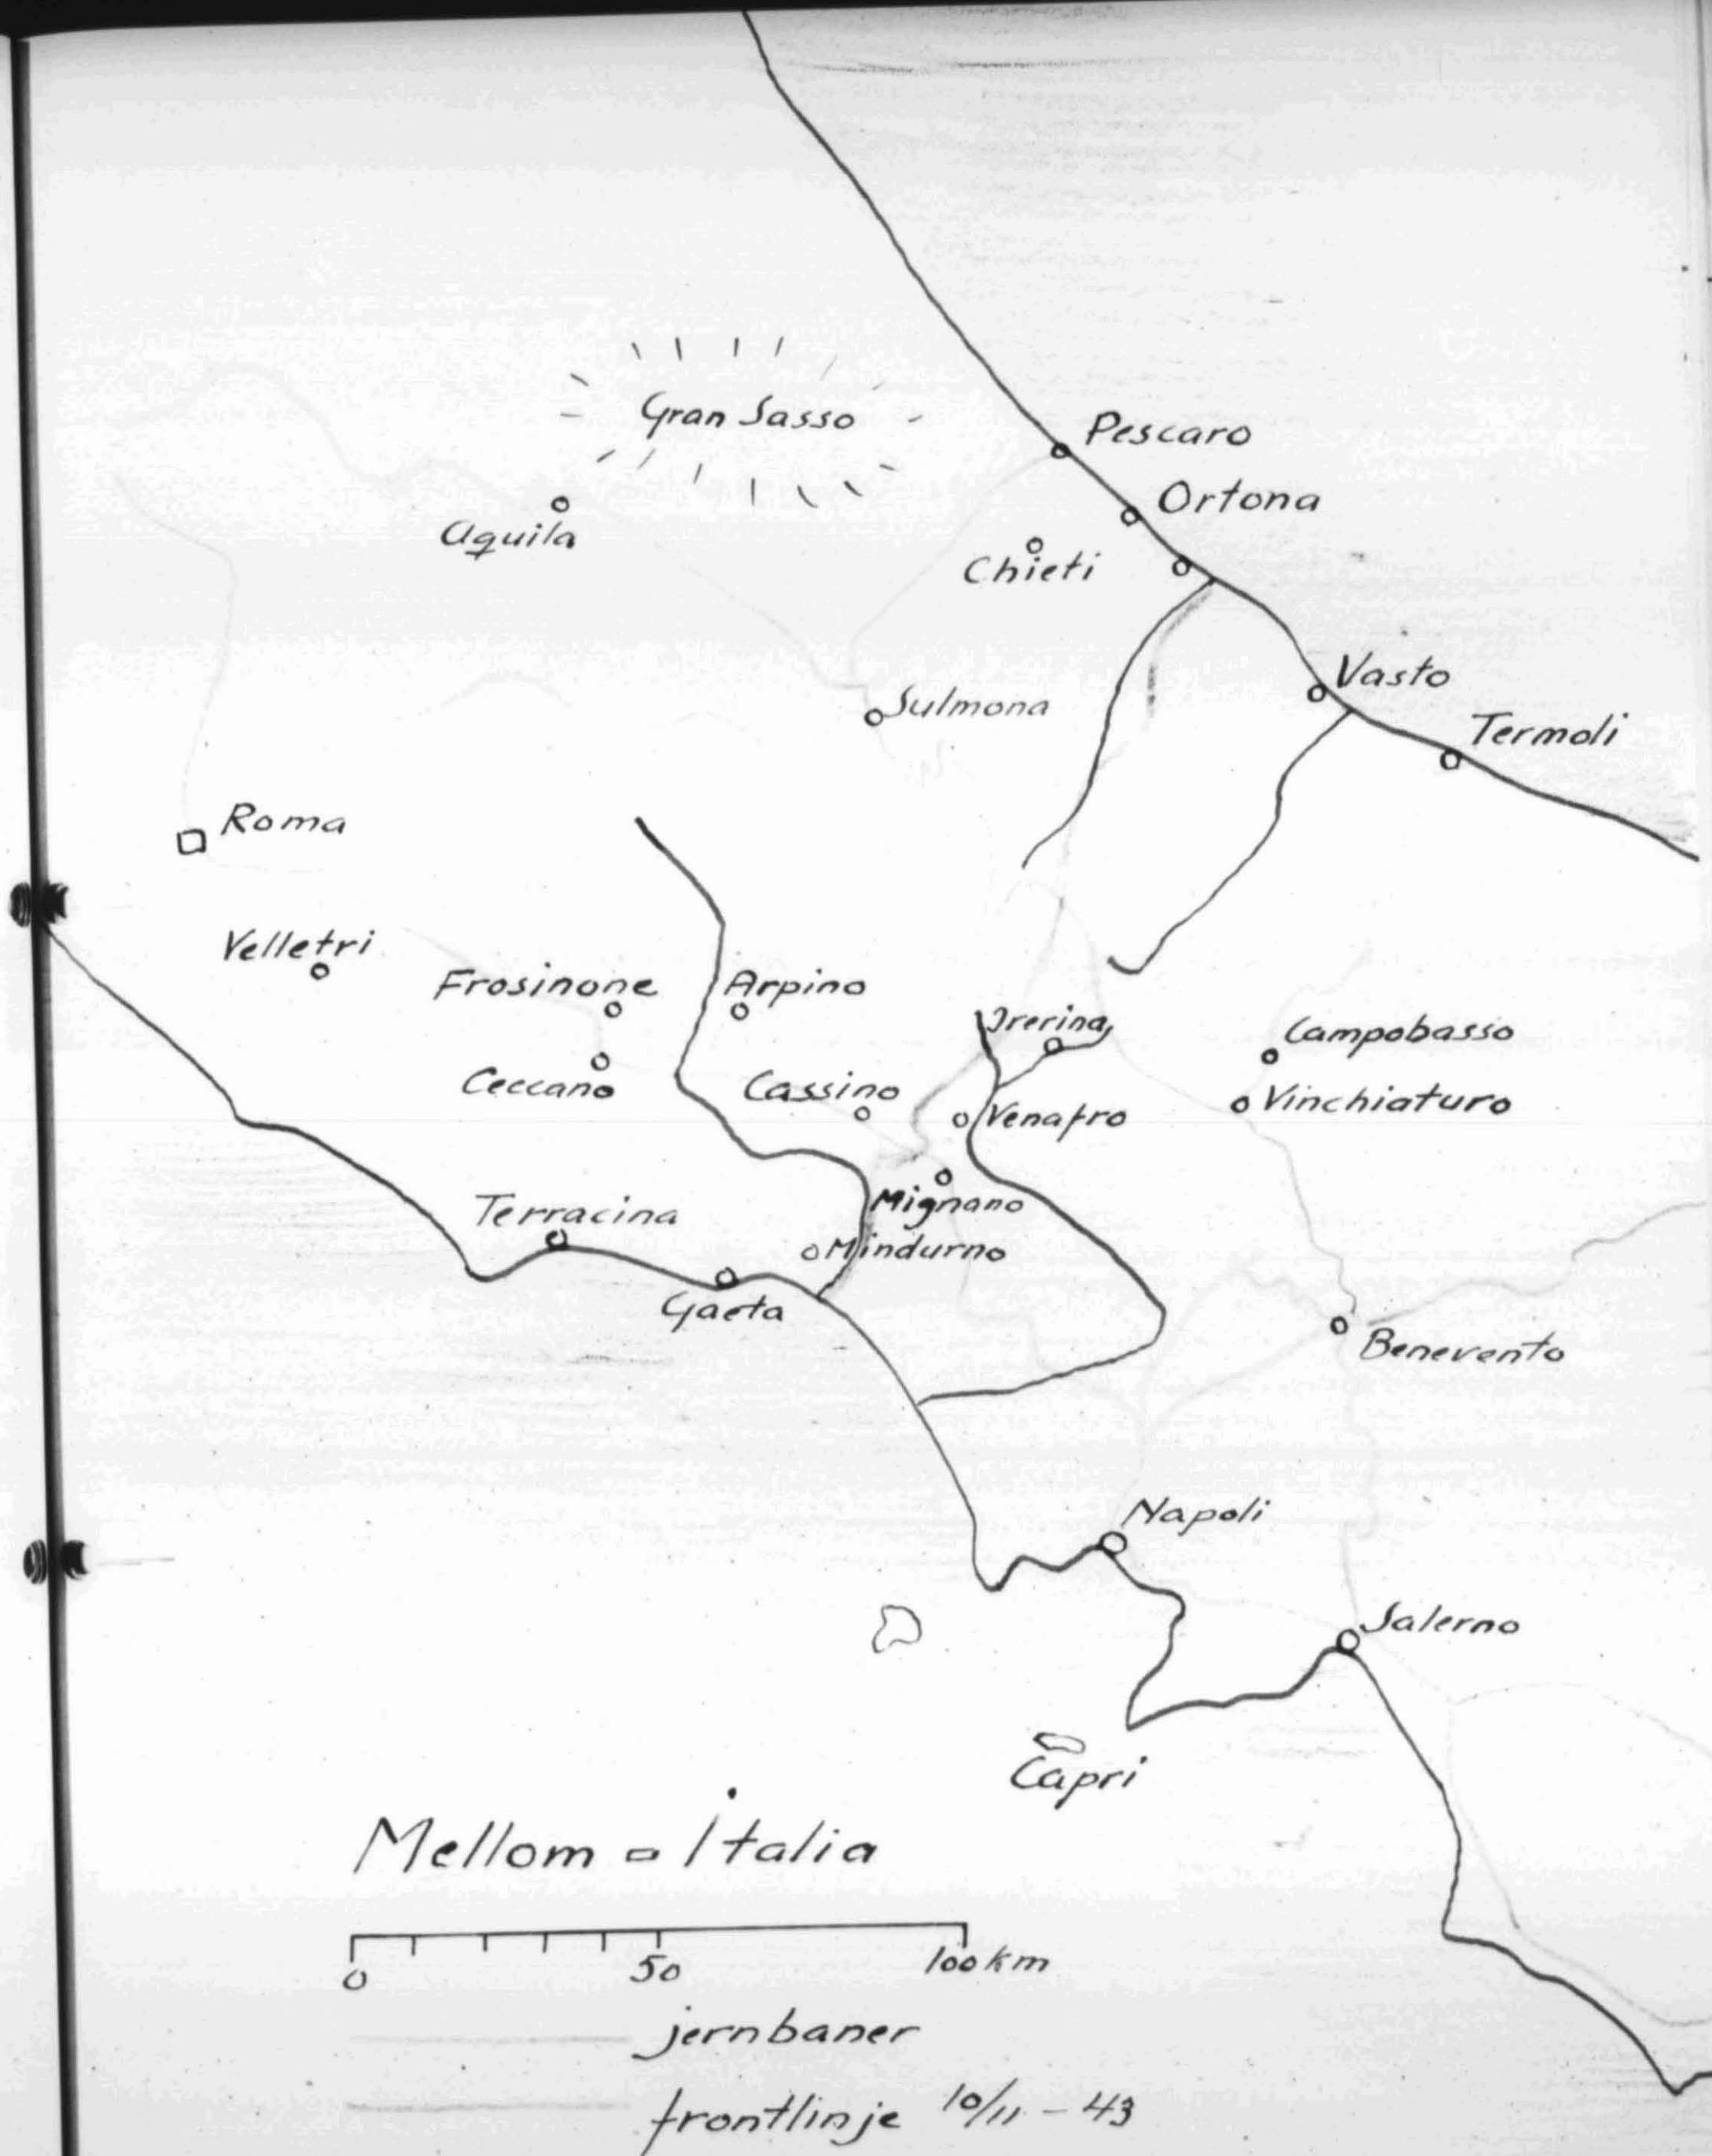 Gran Sasso
Pescaro
Ortona
Aquila
Chieti
Vasto
Sulmona
Termoli
Roma
Velletri
Frosinone
Arpino
Campobasso
Ceccano
Cassino
Venafro
Vinchiaturo
Mignano
Terracina
Mindurno
Gaeta
Benevento
Napoli
Salerno
Capri
Mellom = Italia
0 50 100 km
jernbaner
frontlinje 10/11 - 43